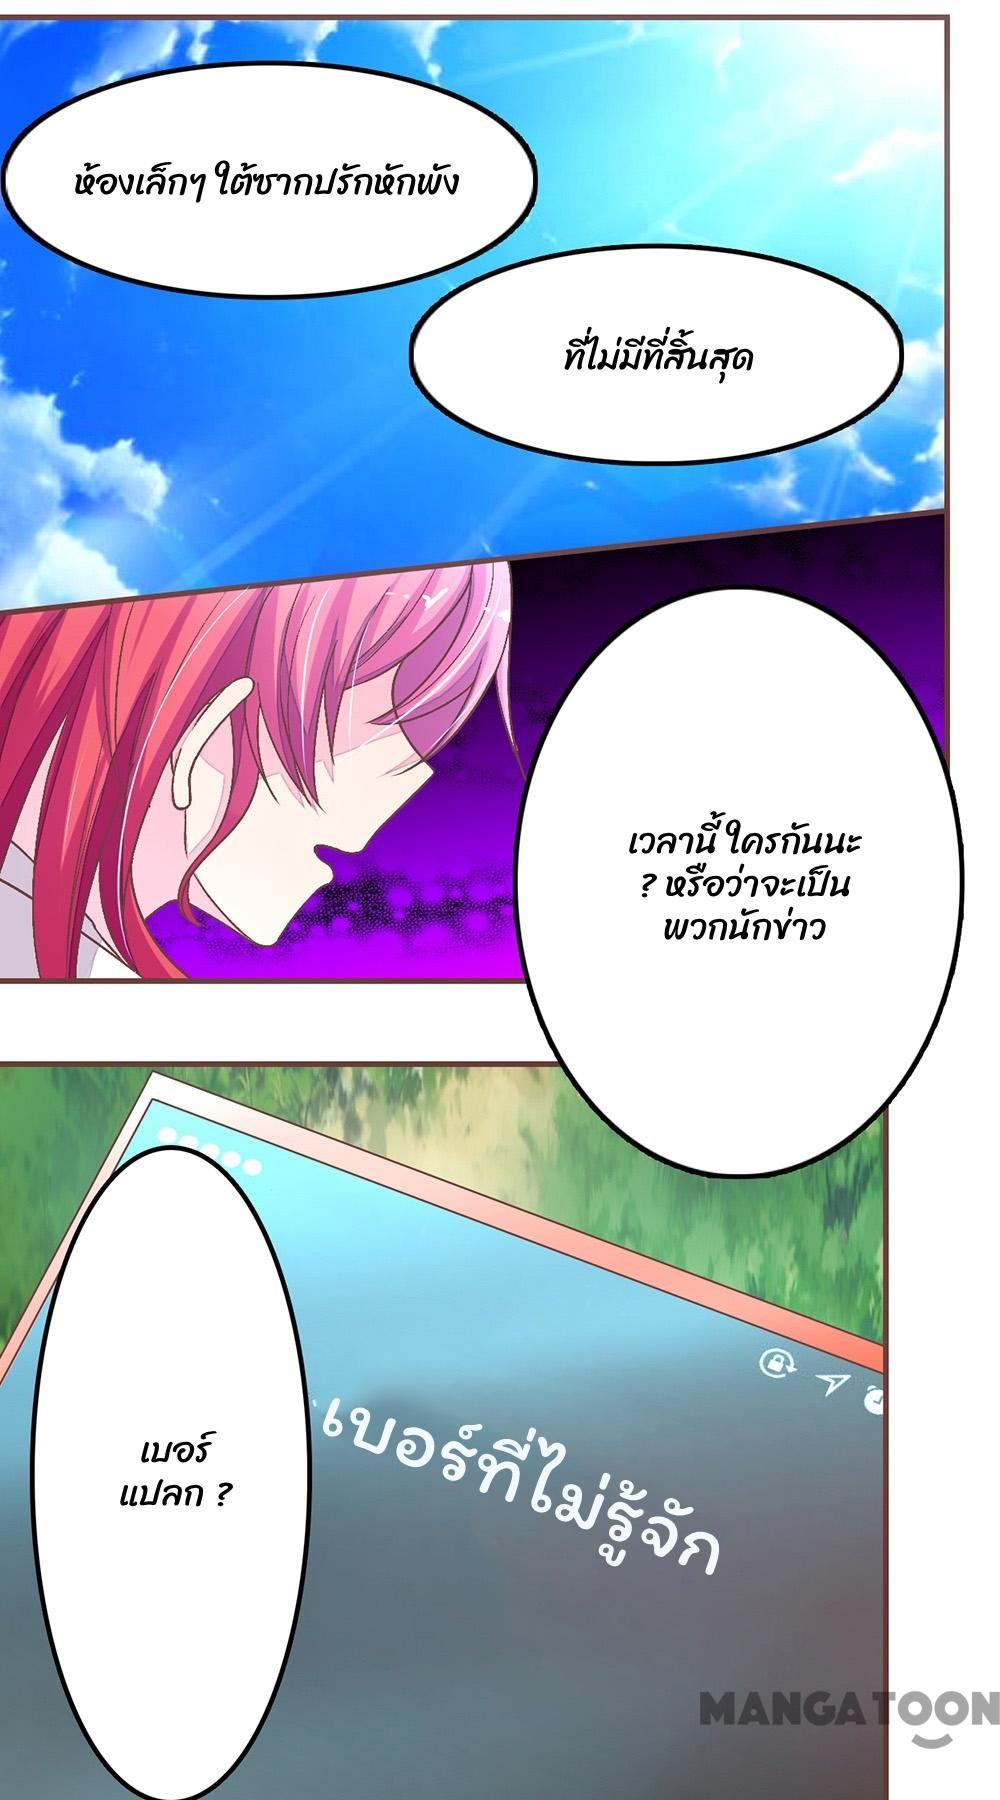 ห้องเล็กๆ ใต้ซากปรักหักพัง
ที่ไม่มีที่สิ้นสุด
เวลานี้ ใครกันนะ
? หรือว่าจะเป็น
พวกนักข่าว
เบอร์
แปลก ?
เบอร์ที่ไม่รู้จัก
MANGATOON